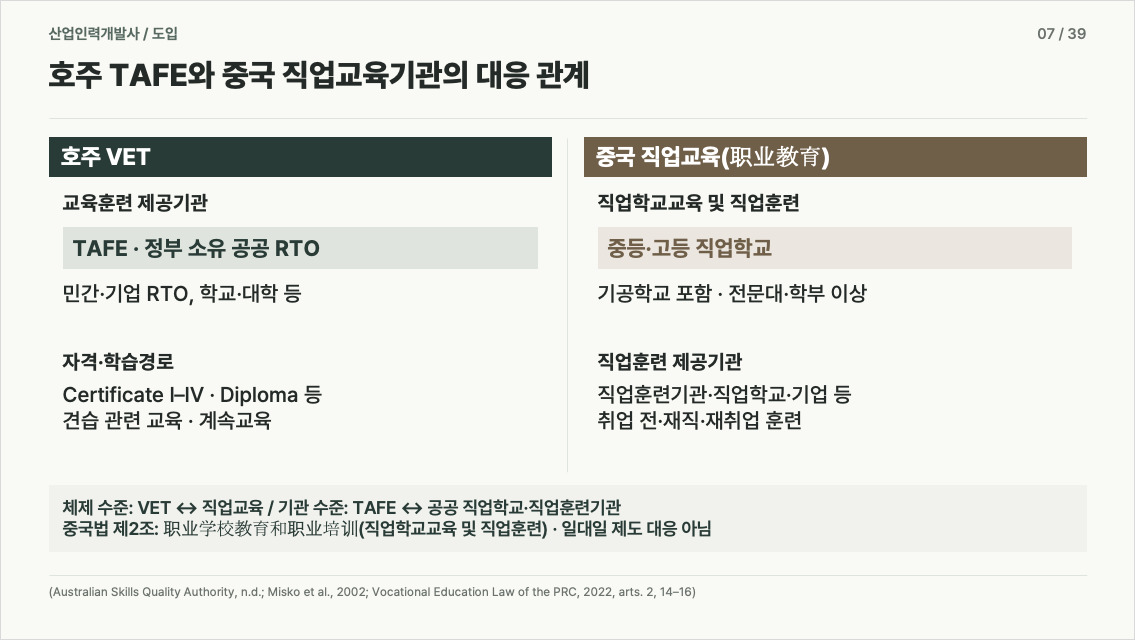 산업인력개발사 / 도입
07 / 39
호주 TAFE와 중국 직업교육기관의 대응 관계
호주 VET
교육훈련 제공기관
TAFE · 정부 소유 공공 RTO
민간·기업 RTO, 학교·대학 등
자격·학습경로
Certificate I–IV · Diploma 등
견습 관련 교육 · 계속교육
중국 직업교육(职业教育)
직업학교교육 및 직업훈련
중등·고등 직업학교
기공학교 포함 · 전문대·학부 이상
직업훈련 제공기관
직업훈련기관·직업학교·기업 등
취업 전·재직·재취업 훈련
체제 수준: VET ↔ 직업교육 / 기관 수준: TAFE ↔ 공공 직업학교·직업훈련기관
중국법 제2조: 职业学校教育和职业培训(직업학교교육 및 직업훈련) · 일대일 제도 대응 아님
(Australian Skills Quality Authority, n.d.; Misko et al., 2002; Vocational Education Law of the PRC, 2022, arts. 2, 14–16)